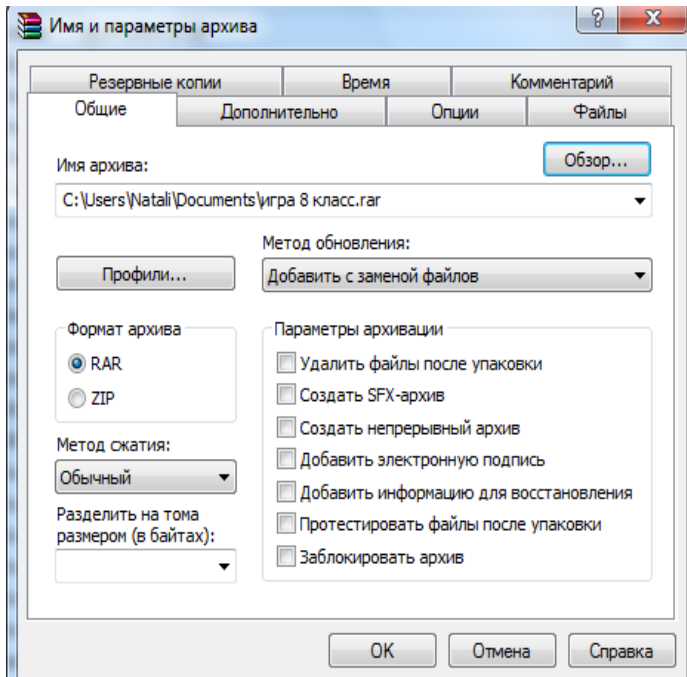 Имя и параметры архива
Резервные копии Время Комментарий
Общие Дополнительно Опции Файлы
Имя архива:
Обзор...
C:\Users\Natali\Documents\игра 8 класс.rar
Метод обновления:
Профили...
Добавить с заменой файлов
Формат архива
RAR
ZIP
Метод сжатия:
Обычный
Разделить на тома
размером (в байтах):
Параметры архивации
Удалить файлы после упаковки
Создать SFX-архив
Создать непрерывный архив
Добавить электронную подпись
Добавить информацию для восстановления
Протестировать файлы после упаковки
Заблокировать архив
OK Отмена Справка